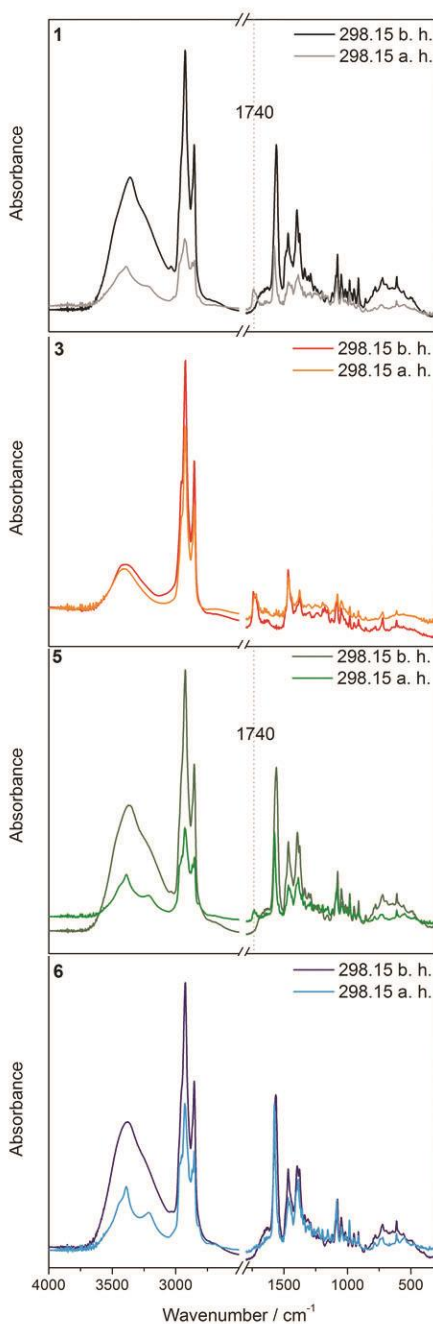 1
298.15 b. h.
298.15 a. h.
1740
Absorbance
3
298.15 b. h.
298.15 a. h.
Absorbance
5
298.15 b. h.
298.15 a. h.
1740
Absorbance
6
298.15 b. h.
298.15 a. h.
Absorbance
4000 3500 3000 1500 1000 500
Wavenumber / cm⁻¹